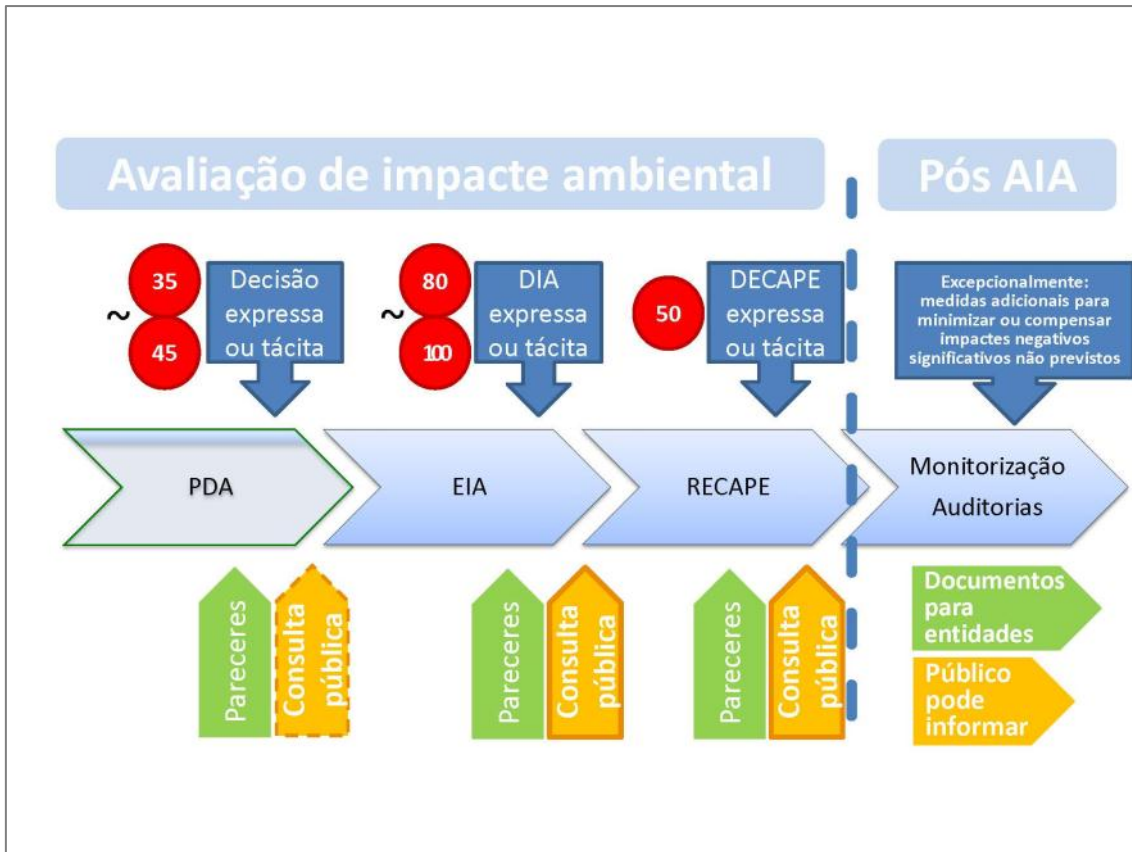 Avaliação de impacte ambiental
Pós AIA
~
35
45
Decisão
expressa
ou tácita
~
80
100
DIA
expressa
ou tácita
50
DECAPE
expressa
ou tácita
Excepcionalmente:
medidas adicionais para
minimizar ou compensar
impactes negativos
significativos não previstos
PDA
EIA
RECAPE
Monitorização
Auditorias
Pareceres
Consulta
pública
Pareceres
Consulta
pública
Pareceres
Consulta
pública
Documentos
para
entidades
Público
pode
informar